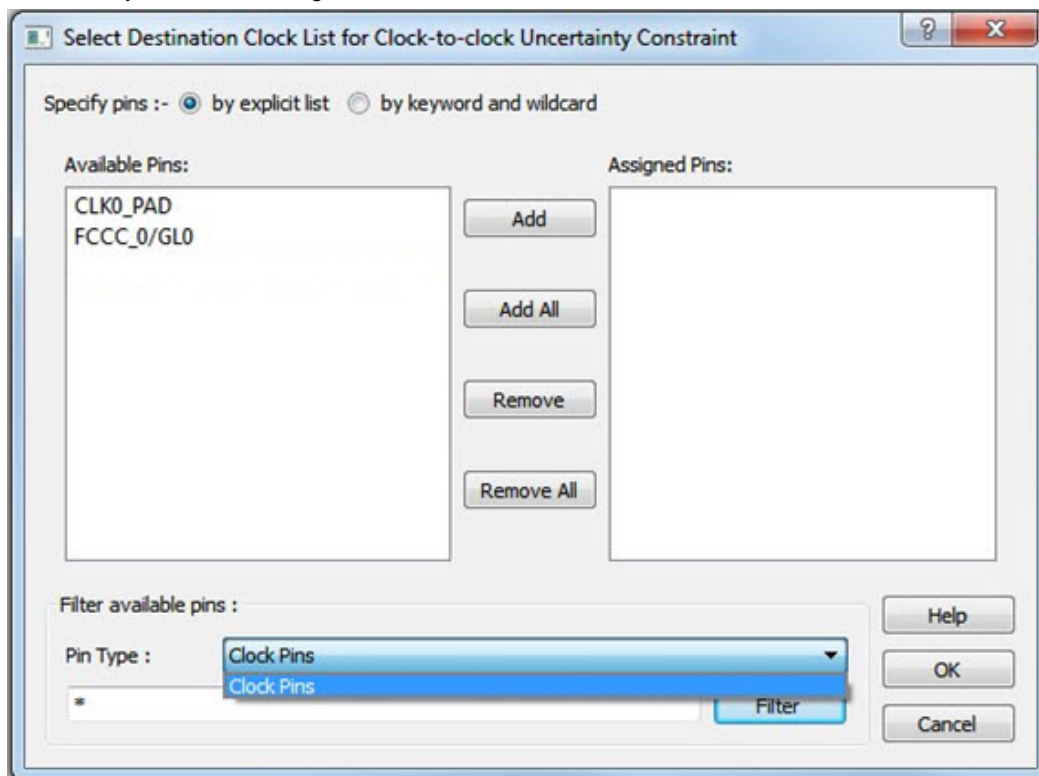 Select Destination Clock List for Clock-to-clock Uncertainty Constraint
Specify pins :- by explicit list by keyword and wildcard
Available Pins:
Assigned Pins:
CLK0_PAD
FCCC_0/GL0
Add
Add All
Remove
Remove All
Filter available pins :
Pin Type :
Clock Pins
Clock Pins
*
Filter
Help
OK
Cancel